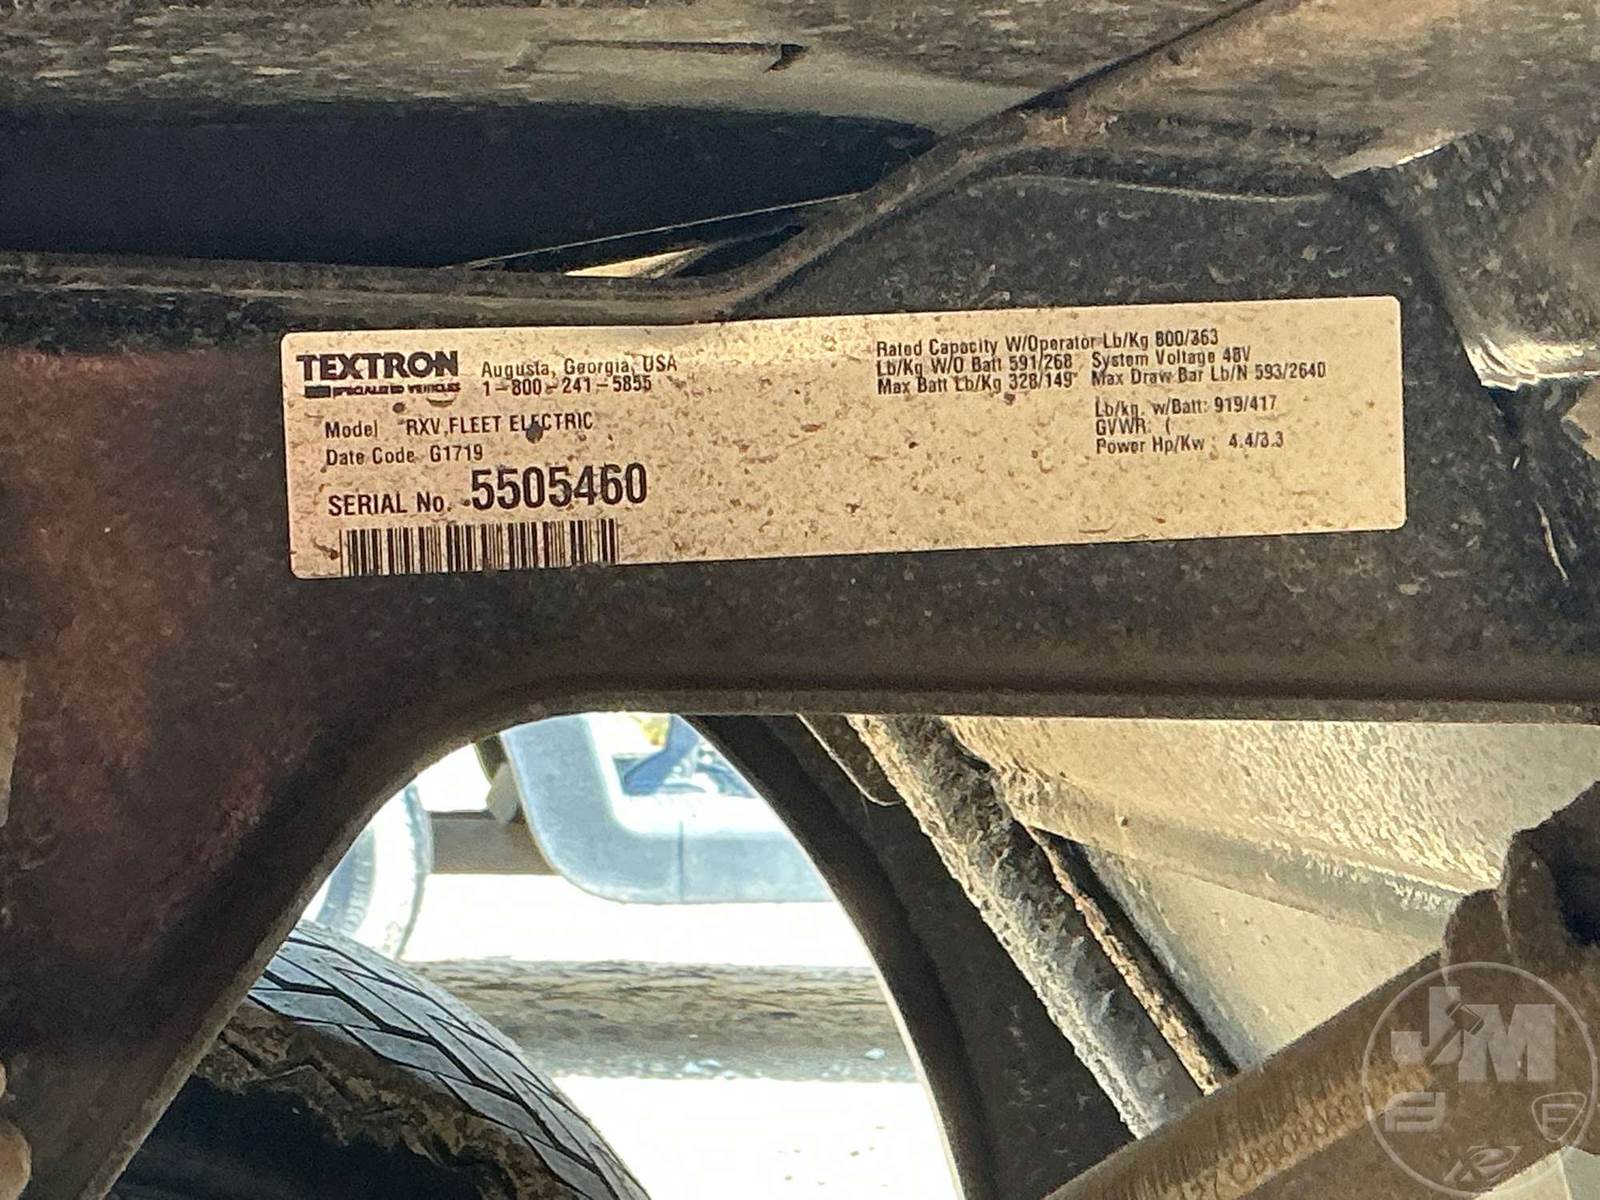 TEXTRON
SPECIALIZED VEHICLES
Augusta, Georgia, USA
1-800-241-5855
Model RXV FLEET ELECTRIC
Date Code G1719
SERIAL No. 5505460
Rated Capacity W/Operator Lb/Kg 800/363
Lb/Kg W/O Batt 591/268 System Voltage 48V
Max Batt Lb/Kg 328/149 Max Draw Bar Lb/N 593/2640
Lb/kg. w/Batt: 919/417
GVWR: (
Power Hp/Kw : 4.4/3.3
J&M